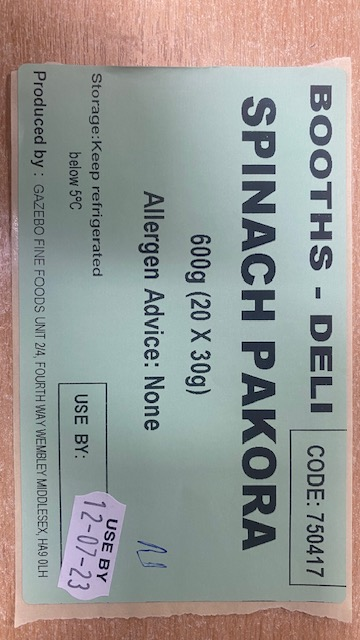 BOOTHS - DELI
CODE: 750417
SPINACH PAKORA
600g (20 X 30g)
Allergen Advice: None
Storage:Keep refrigerated
below 5°C
USE BY:
USE BY
12-07-23
Produced by : GAZEBO FINE FOODS UNIT 2/4, FOURTH WAY WEMBLEY MIDDLESEX, HA9 0LH